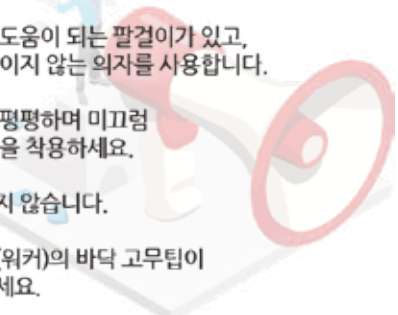 도움이 되는 팔걸이가 있고,
이지 않는 의자를 사용합니다.
평평하며 미끄럼
을 착용하세요.
지 않습니다.
(워커)의 바닥 고무팁이
세요.